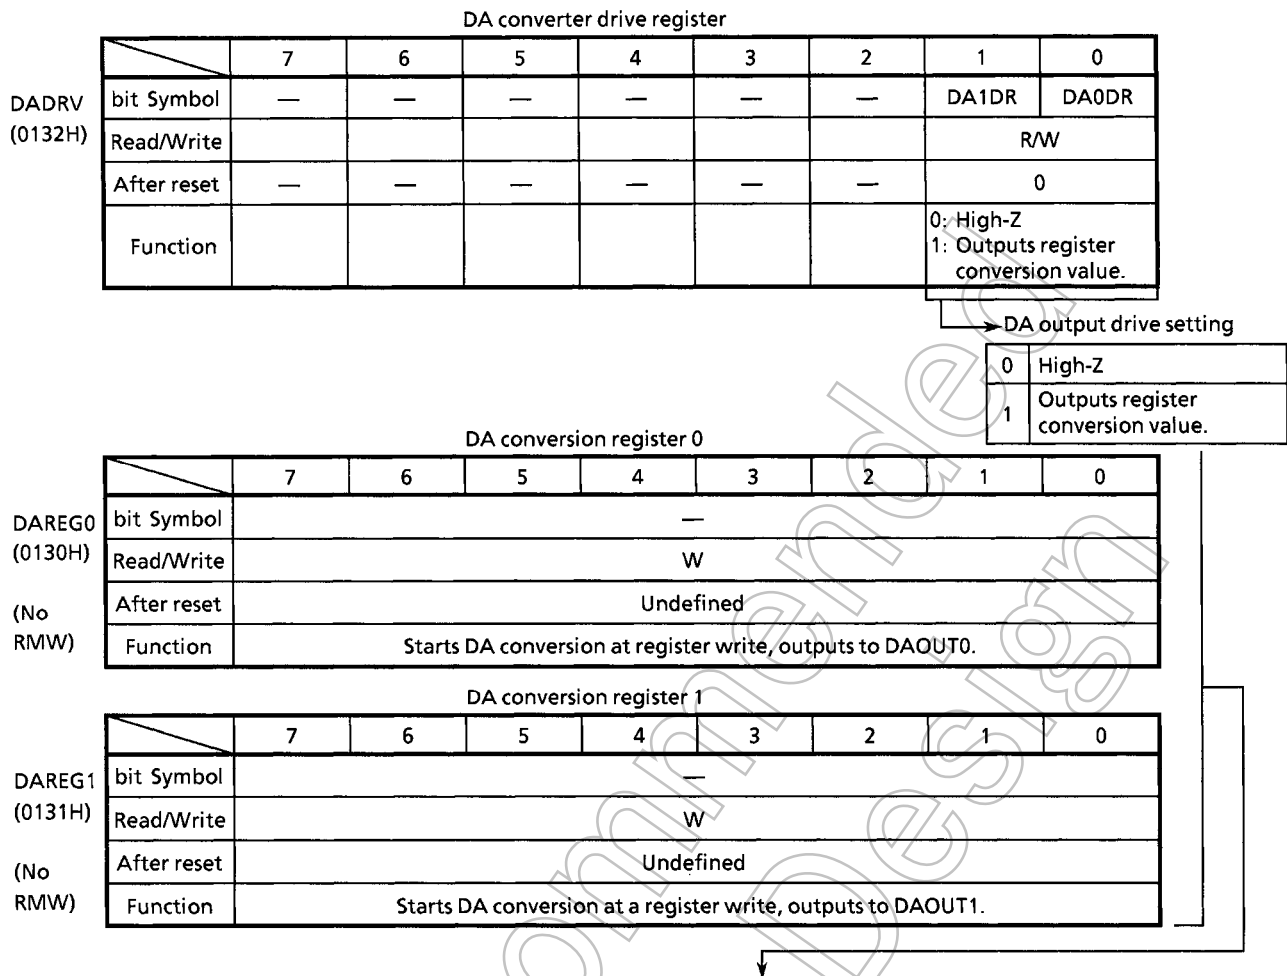 DA converter drive register
7 6 5 4 3 2 1 0
DADRV
(0132H)
bit Symbol — — — — — — DA1DR DA0DR
Read/Write R/W
After reset — — — — — — 0
Function
0: High-Z
1: Outputs register
conversion value.
DA output drive setting
0 High-Z
1 Outputs register
conversion value.
DA conversion register 0
7 6 5 4 3 2 1 0
DAREG0
(0130H)
(No
RMW)
bit Symbol —
Read/Write W
After reset Undefined
Function Starts DA conversion at register write, outputs to DAOUT0.
DA conversion register 1
7 6 5 4 3 2 1 0
DAREG1
(0131H)
(No
RMW)
bit Symbol —
Read/Write W
After reset Undefined
Function Starts DA conversion at a register write, outputs to DAOUT1.
ommended
Design